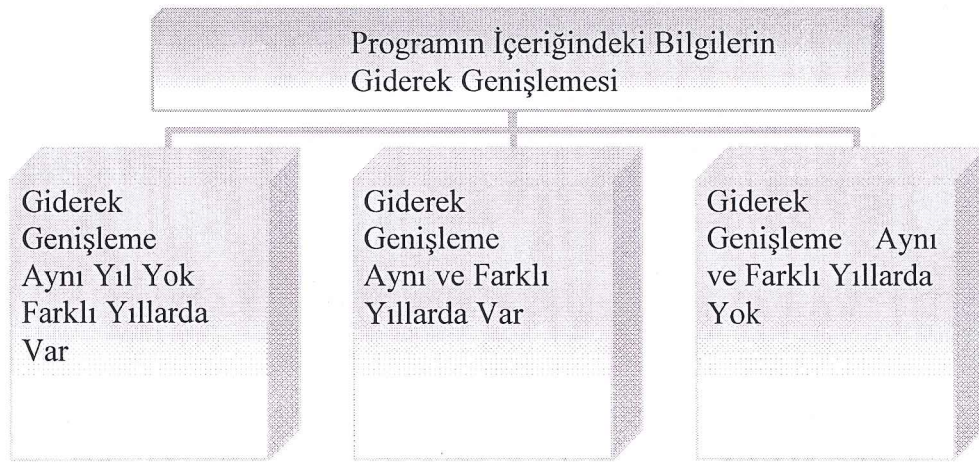 Programın İçeriğindeki Bilgilerin
Giderek Genişlemesi
Giderek
Genişleme
Aynı Yıl Yok
Farklı Yıllarda
Var
Giderek
Genişleme
Aynı ve Farklı
Yıllarda Var
Giderek
Genişleme Aynı
ve Farklı Yıllarda
Yok